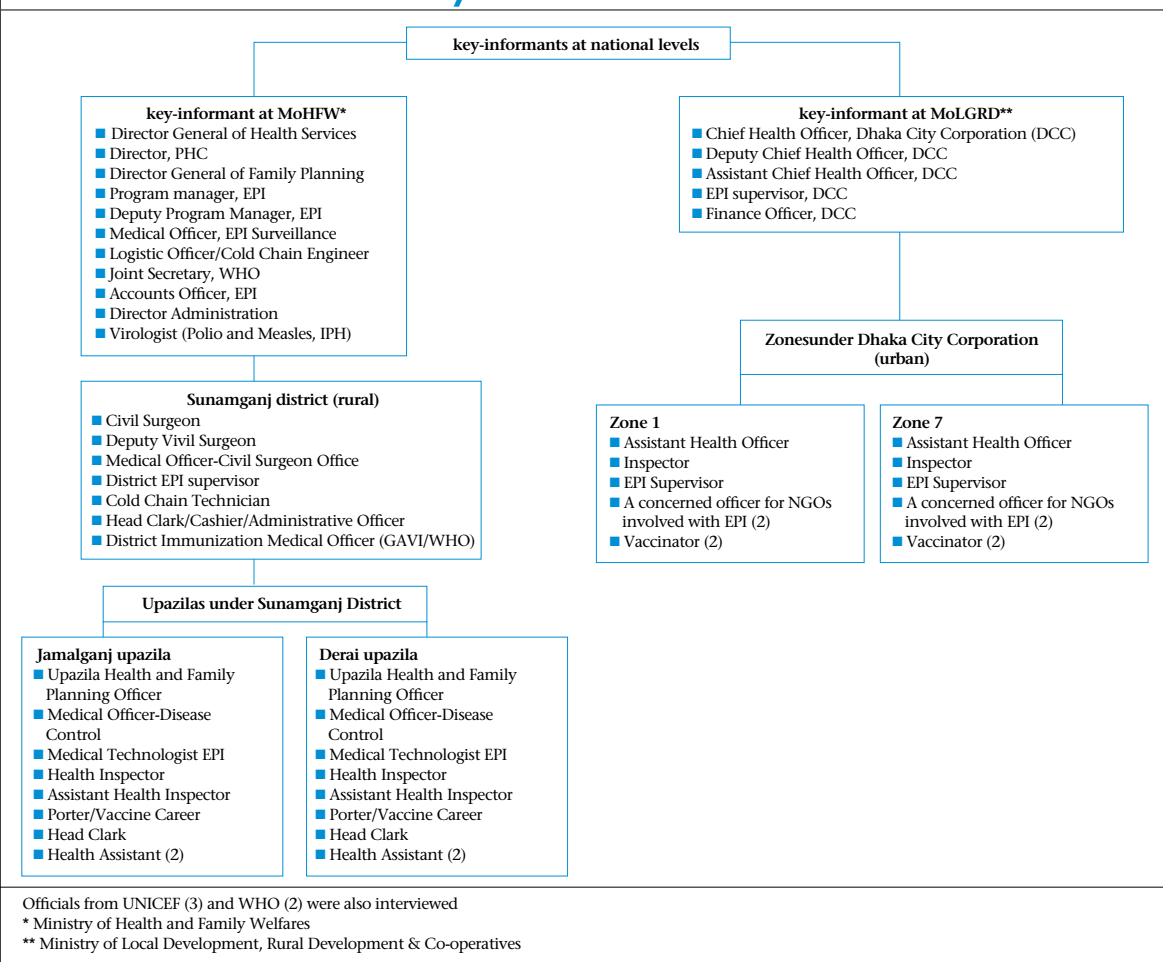 key-informants at national levels
key-informant at MoHFW*
■ Director General of Health Services
■ Director, PHC
■ Director General of Family Planning
■ Program manager, EPI
■ Deputy Program Manager, EPI
■ Medical Officer, EPI Surveillance
■ Logistic Officer/Cold Chain Engineer
■ Joint Secretary, WHO
■ Accounts Officer, EPI
■ Director Administration
■ Virologist (Polio and Measles, IPH)
key-informant at MoLGRD**
■ Chief Health Officer, Dhaka City Corporation (DCC)
■ Deputy Chief Health Officer, DCC
■ Assistant Chief Health Officer, DCC
■ EPI supervisor, DCC
■ Finance Officer, DCC
Sunamganj district (rural)
■ Civil Surgeon
■ Deputy Vivil Surgeon
■ Medical Officer-Civil Surgeon Office
■ District EPI supervisor
■ Cold Chain Technician
■ Head Clark/Cashier/Administrative Officer
■ District Immunization Medical Officer (GAVI/WHO)
Zonesunder Dhaka City Corporation
(urban)
Zone 1
■ Assistant Health Officer
■ Inspector
■ EPI Supervisor
■ A concerned officer for NGOs
involved with EPI (2)
■ Vaccinator (2)
Zone 7
■ Assistant Health Officer
■ Inspector
■ EPI Supervisor
■ A concerned officer for NGOs
involved with EPI (2)
■ Vaccinator (2)
Upazilas under Sunamganj District
Jamalganj upazila
■ Upazila Health and Family
Planning Officer
■ Medical Officer-Disease
Control
■ Medical Technologist EPI
■ Health Inspector
■ Assistant Health Inspector
■ Porter/Vaccine Career
■ Head Clark
■ Health Assistant (2)
Derai upazila
■ Upazila Health and Family
Planning Officer
■ Medical Officer-Disease
Control
■ Medical Technologist EPI
■ Health Inspector
■ Assistant Health Inspector
■ Porter/Vaccine Career
■ Head Clark
■ Health Assistant (2)
Officials from UNICEF (3) and WHO (2) were also interviewed
* Ministry of Health and Family Welfares
** Ministry of Local Development, Rural Development & Co-operatives